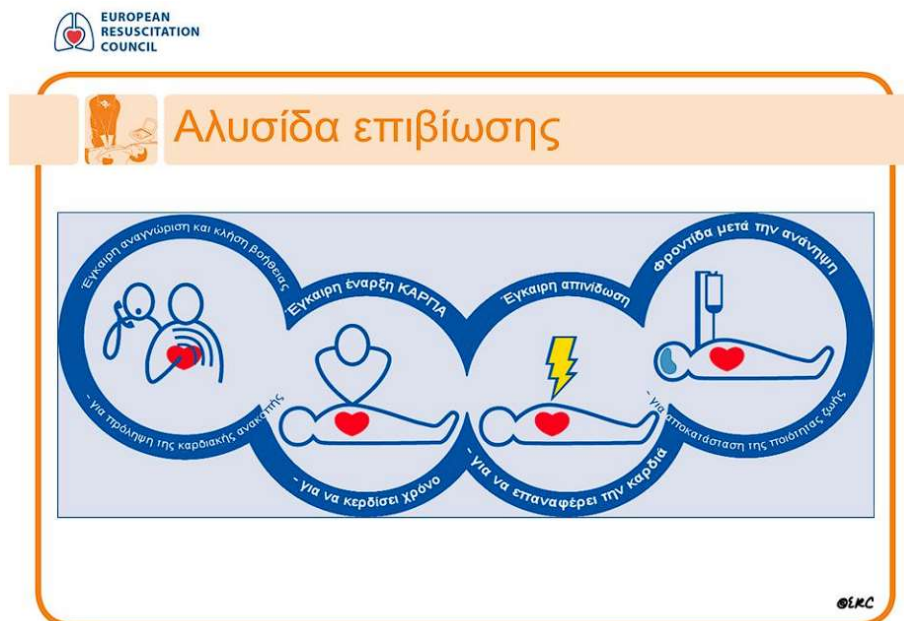 EUROPEAN
RESUSCITATION
COUNCIL
Αλυσίδα επιβίωσης
Έγκαιρη αναγνώριση και κλήση βοήθειας
- για πρόληψη της καρδιακής ανακοπής
Έγκαιρη έναρξη ΚΑΡΠΑ
- για να κερδίσει χρόνο
Έγκαιρη απινίδωση
- για να επαναφέρει την καρδιά
Φροντίδα μετά την ανάνηψη
- για αποκατάσταση της ποιότητας ζωής
@ERC